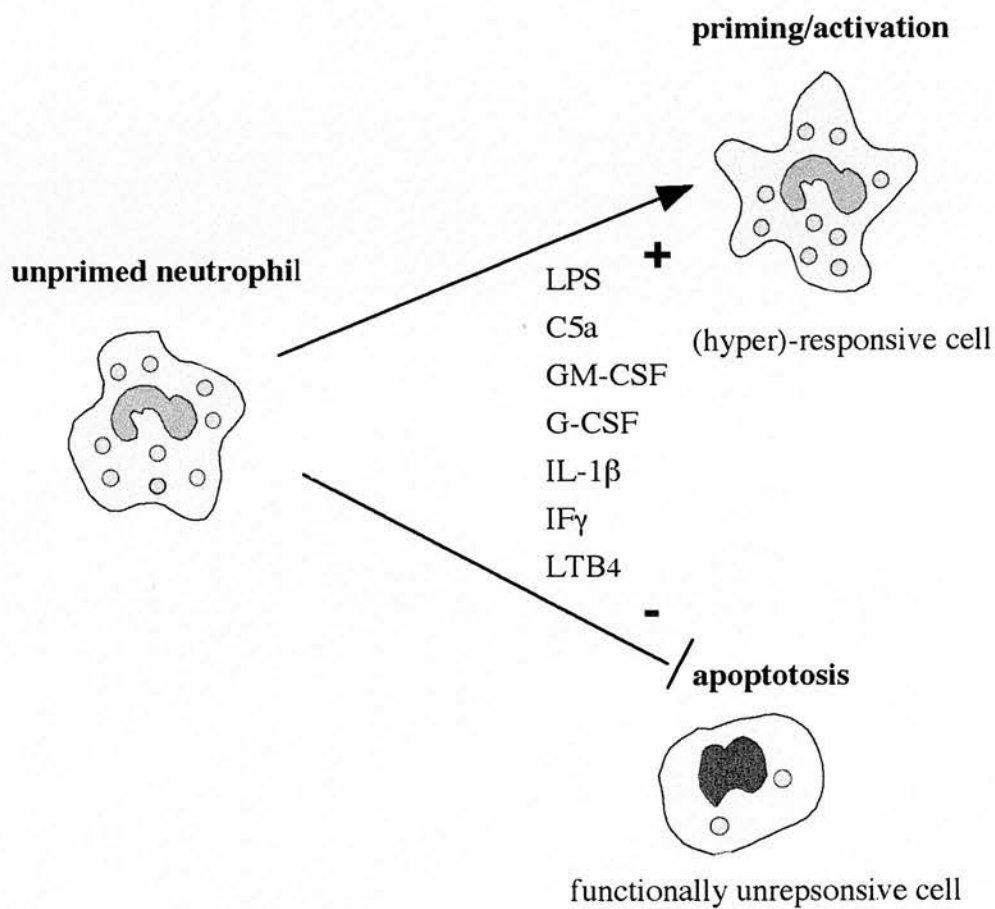 priming/activation
unprimed neutrophil
+
LPS
C5a
(hyper)-responsive cell
GM-CSF
G-CSF
IL-1β
IFγ
LTB4
-
apoptotosis
functionally unrepsonsive cell